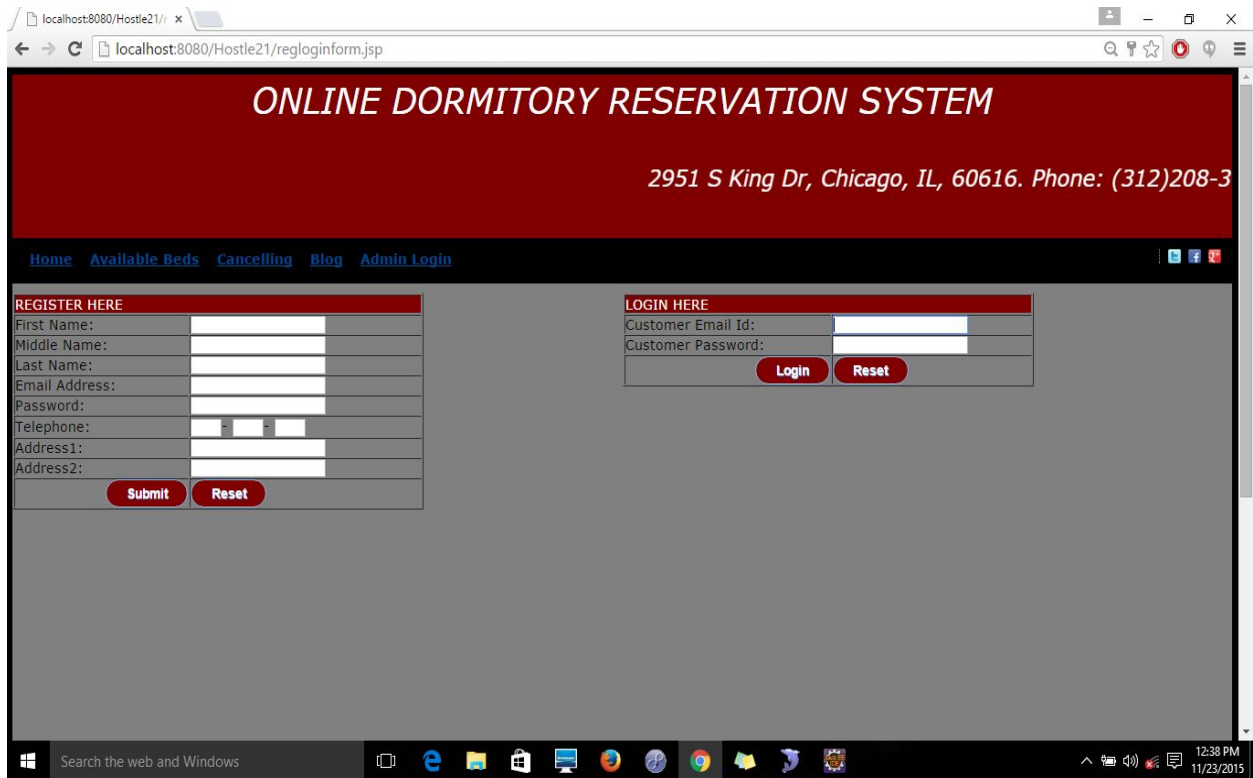 localhost:8080/Hostle21/r
localhost:8080/Hostle21/regloginform.jsp
ONLINE DORMITORY RESERVATION SYSTEM
2951 S King Dr, Chicago, IL, 60616. Phone: (312)208-3
Home Available Beds Cancelling Blog Admin Login
REGISTER HERE
First Name:
Middle Name:
Last Name:
Email Address:
Password:
Telephone: - -
Address1:
Address2:
Submit Reset
LOGIN HERE
Customer Email Id:
Customer Password:
Login Reset
Search the web and Windows
12:38 PM
11/23/2015